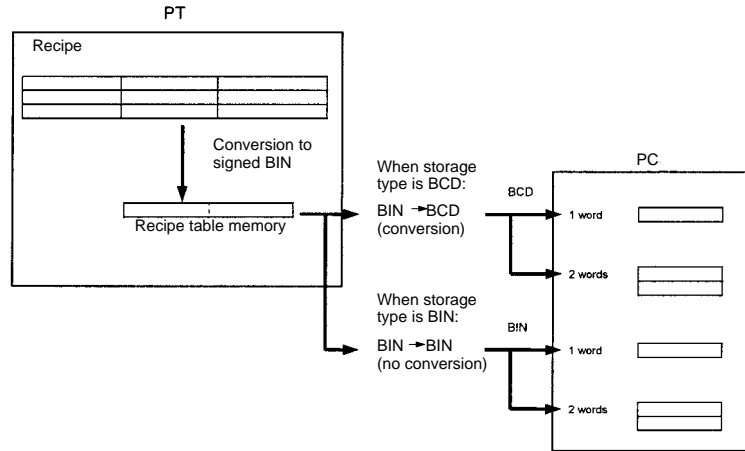 PT
Recipe
Conversion to
signed BIN
Recipe table memory
When storage
type is BCD:
BIN → BCD
(conversion)
When storage
type is BIN:
BIN → BIN
(no conversion)
BCD
BIN
PC
1 word
2 words
1 word
2 words